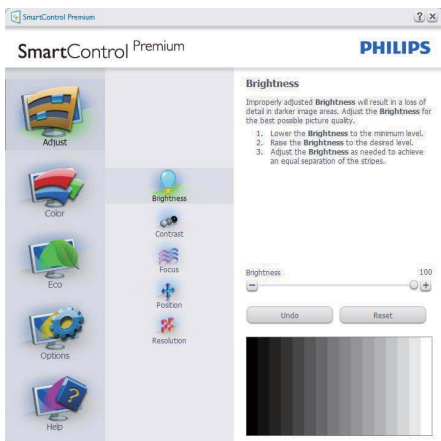 SmartControl Premium
? ×
SmartControl Premium
PHILIPS
Adjust
Color
Eco
Options
Help
Brightness
Contrast
Focus
Position
Resolution
Brightness
Improperly adjusted Brightness will result in a loss of
detail in darker image areas. Adjust the Brightness for
the best possible picture quality.
1. Lower the Brightness to the minimum level.
2. Raise the Brightness to the desired level.
3. Adjust the Brightness as needed to achieve
an equal separation of the stripes.
Brightness 100
Undo Reset